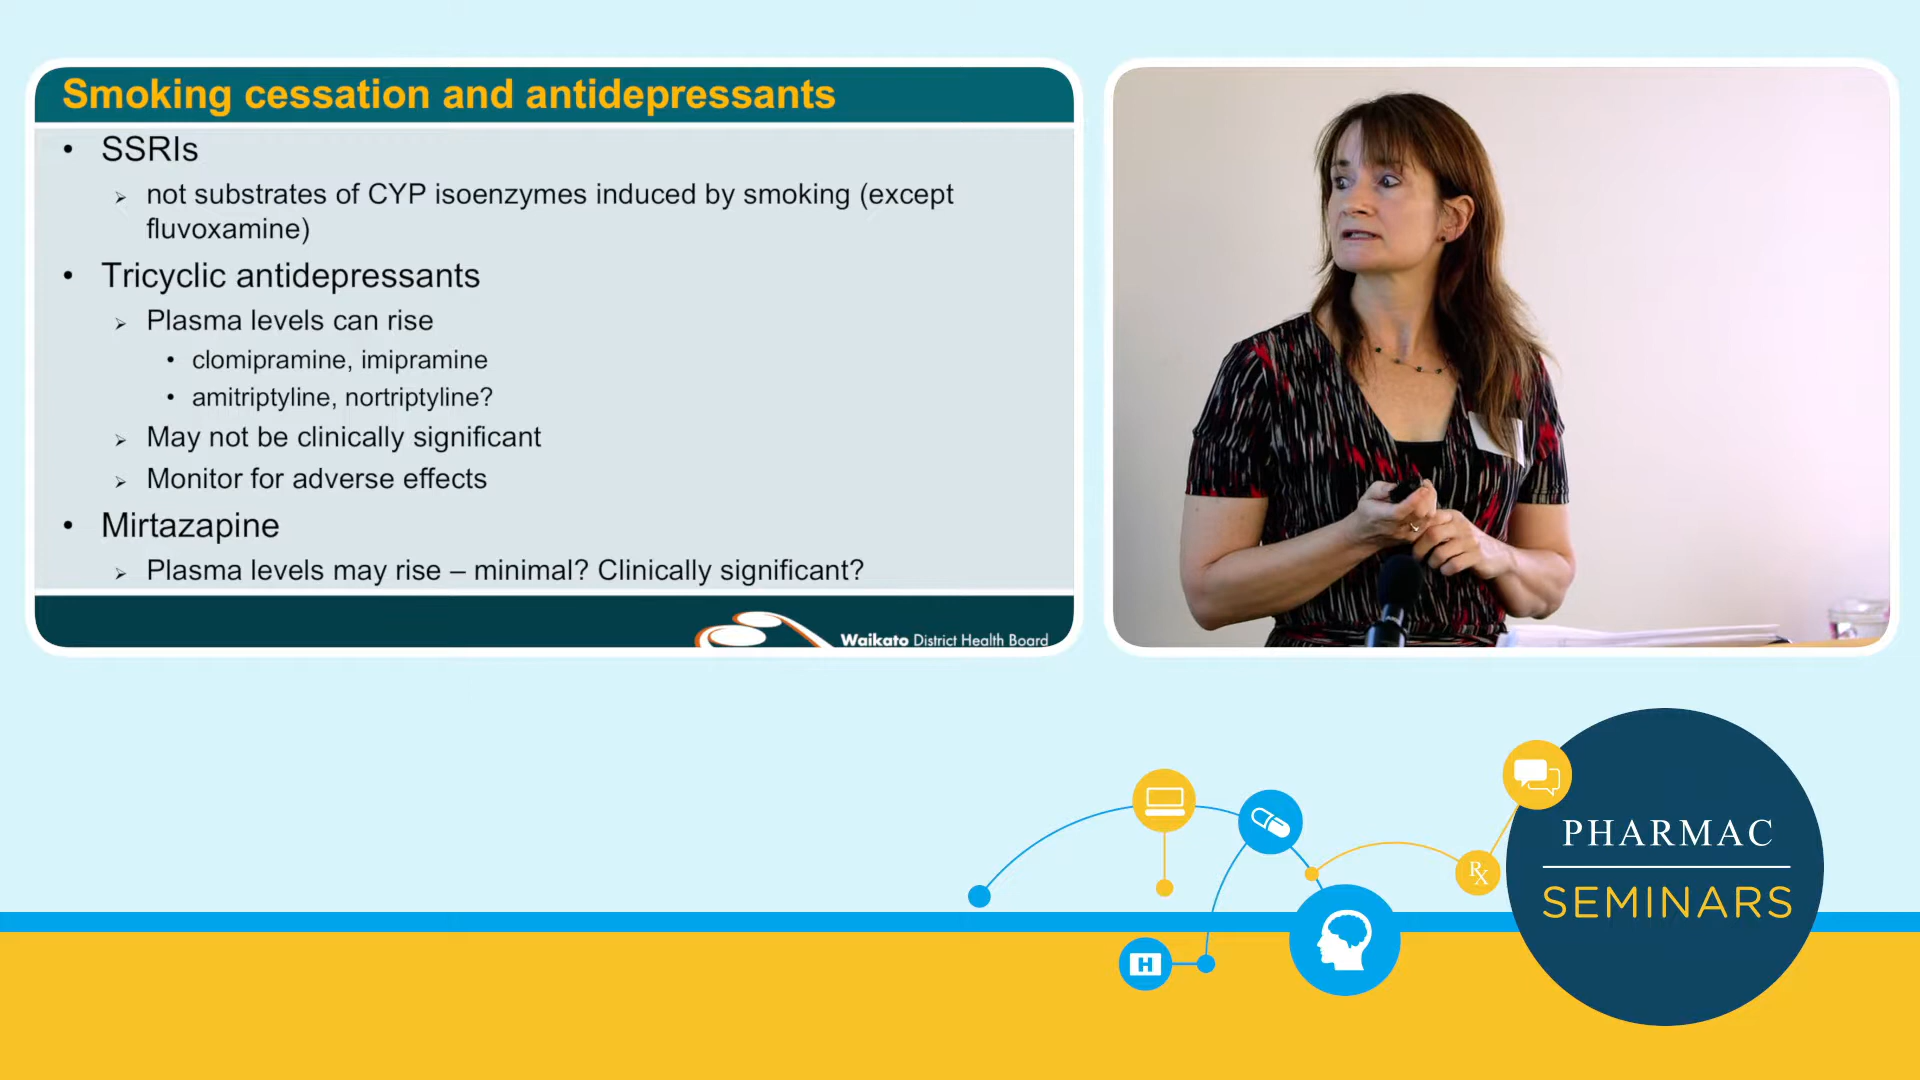 Smoking cessation and antidepressants
• SSRIs
➢ not substrates of CYP isoenzymes induced by smoking (except
fluvoxamine)
• Tricyclic antidepressants
➢ Plasma levels can rise
• clomipramine, imipramine
• amitriptyline, nortriptyline?
➢ May not be clinically significant
➢ Monitor for adverse effects
• Mirtazapine
➢ Plasma levels may rise – minimal? Clinically significant?
Waikato District Health Board
PHARMAC
SEMINARS
Rx
H